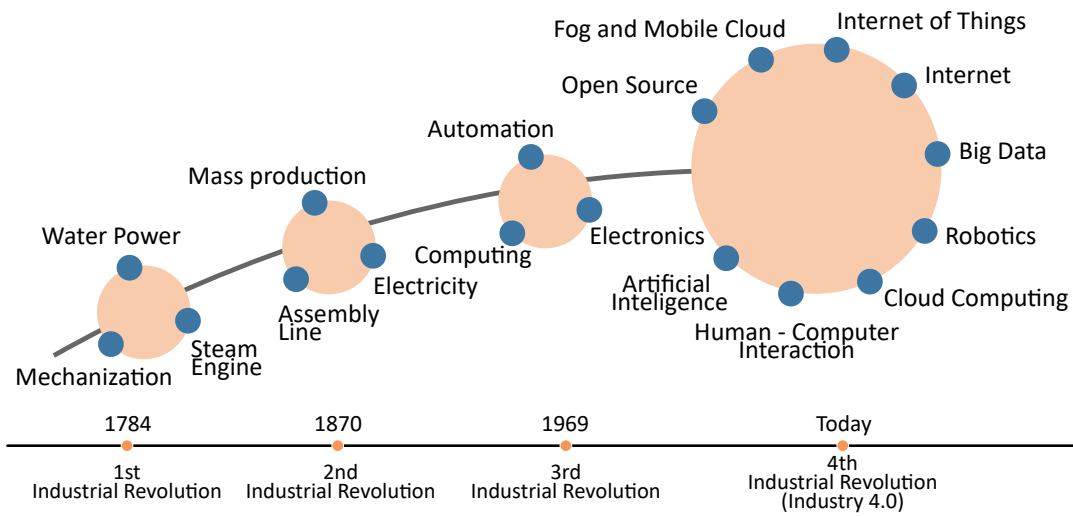 Fog and Mobile Cloud
Internet of Things
Open Source
Internet
Automation
Big Data
Mass production
Water Power
Computing
Electronics
Robotics
Electricity
Artificial
Inteligence
Cloud Computing
Assembly
Line
Human - Computer
Interaction
Mechanization
Steam
Engine
1784
1870
1969
Today
1st
Industrial Revolution
2nd
Industrial Revolution
3rd
Industrial Revolution
4th
Industrial Revolution
(Industry 4.0)